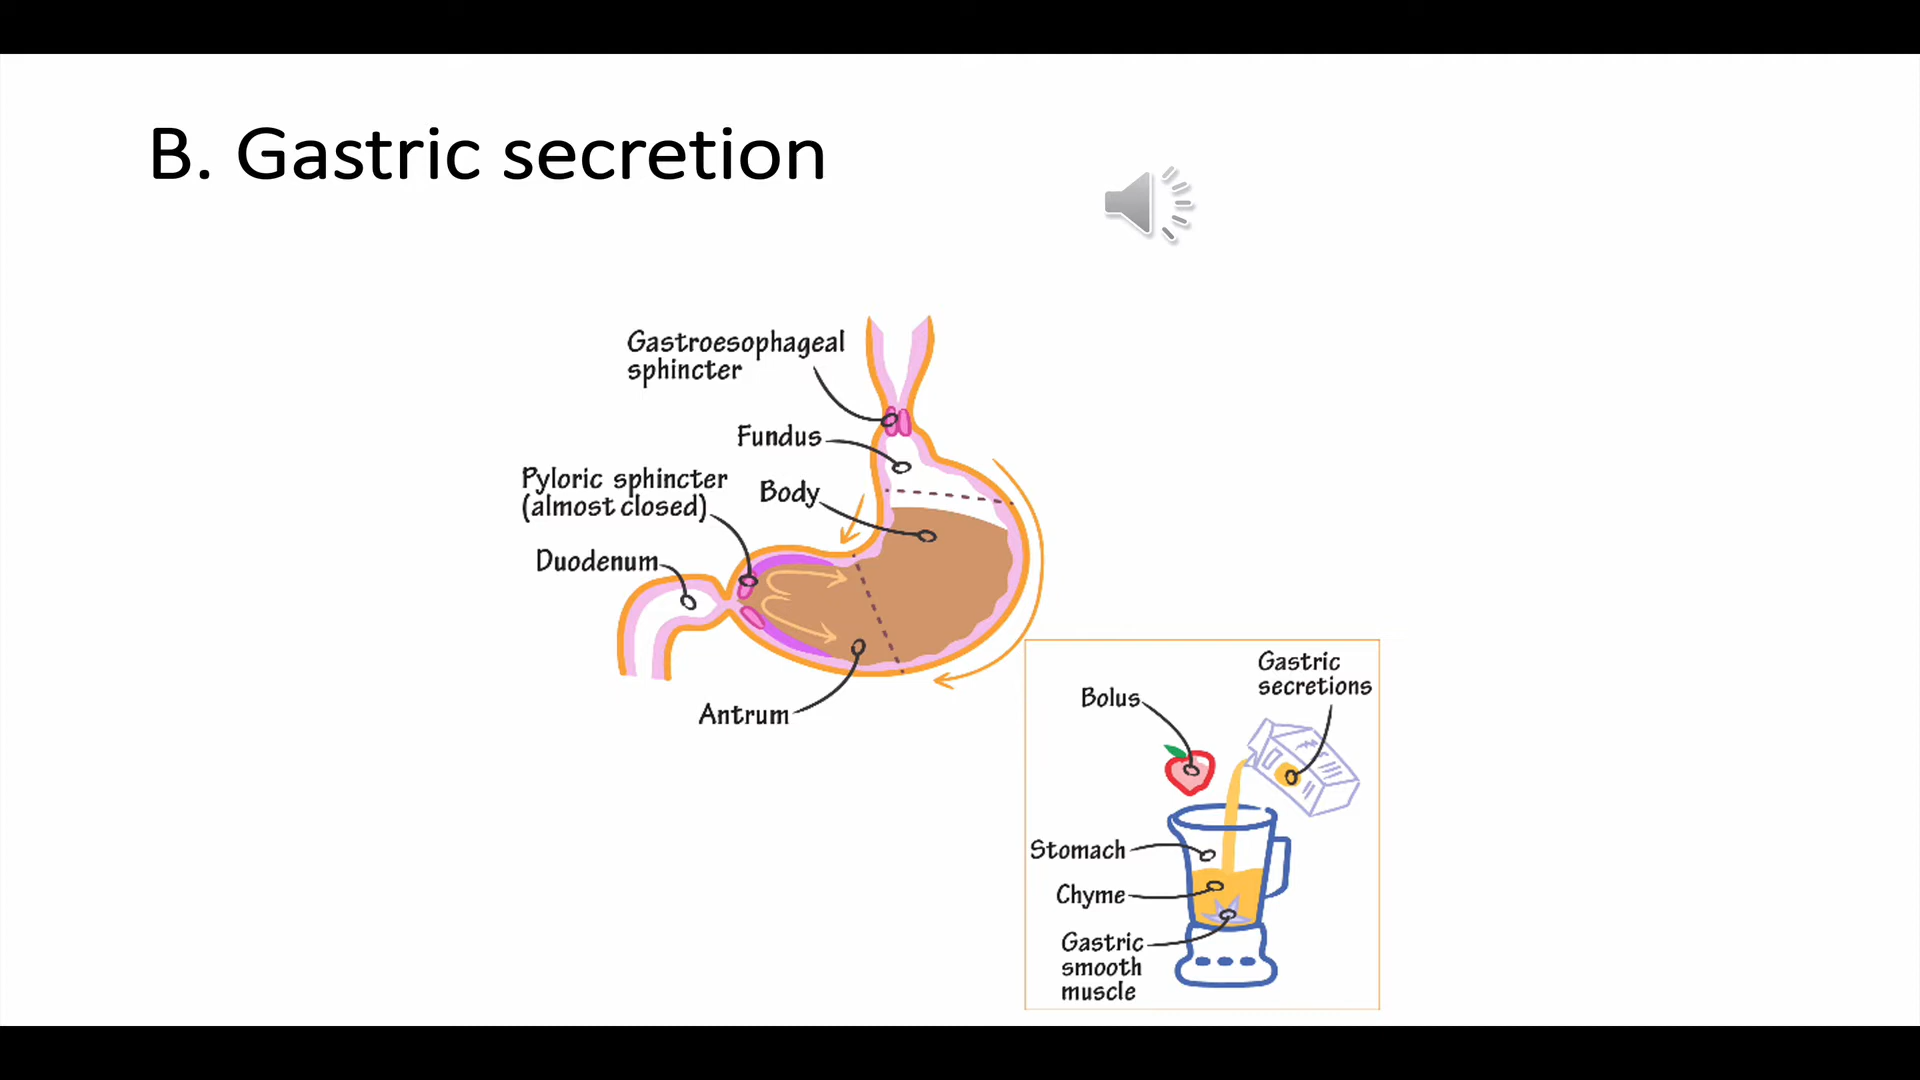 B. Gastric secretion
Gastroesophageal
sphincter
Fundus
Pyloric sphincter
(almost closed)
Body
Duodenum
Antrum
Gastric
secretions
Bolus
Stomach
Chyme
Gastric
smooth
muscle